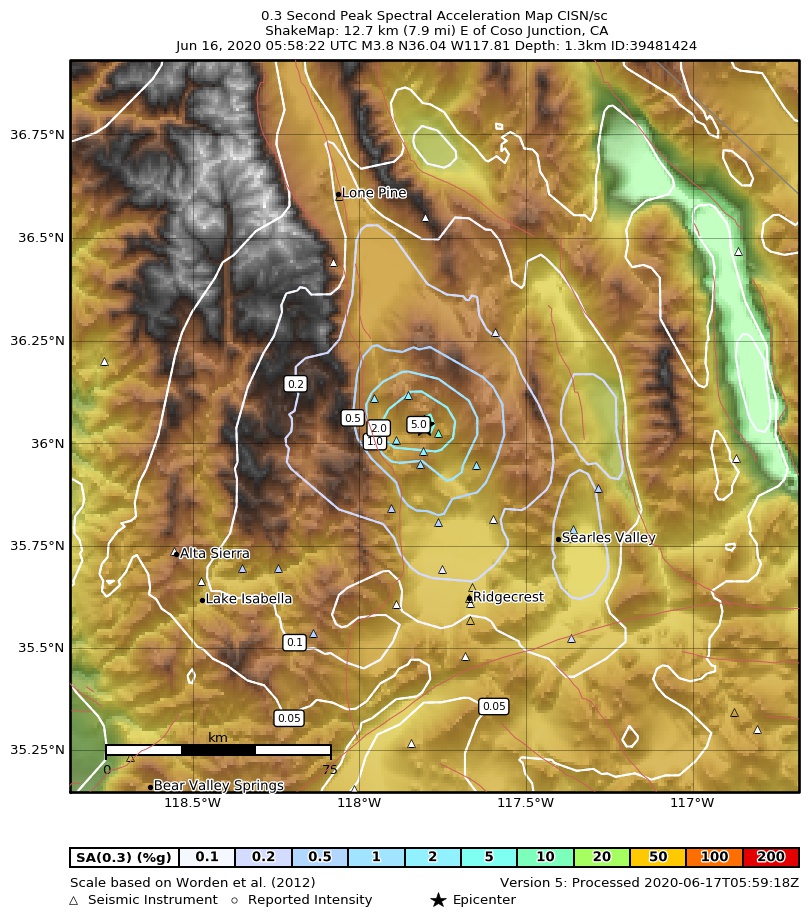 0.3 Second Peak Spectral Acceleration Map CISN/sc
ShakeMap: 12.7 km (7.9 mi) E of Coso Junction, CA
Jun 16, 2020 05:58:22 UTC M3.8 N36.04 W117.81 Depth: 1.3km ID:39481424
36.75°N
Lone Pine
36.5°N
36.25°N
0.2
0.5
2.0
5.0
1.0
36°N
35.75°N
Alta Sierra
Searles Valley
Lake Isabella
Ridgecrest
35.5°N
0.1
0.05
0.05
km
35.25°N
0
75
Bear Valley Springs
118.5°W
118°W
117.5°W
117°W
SA(0.3) (%g) 0.1 0.2 0.5 1 2 5 10 20 50 100 200
Scale based on Worden et al. (2012)
Version 5: Processed 2020-06-17T05:59:18Z
Seismic Instrument
Reported Intensity
Epicenter